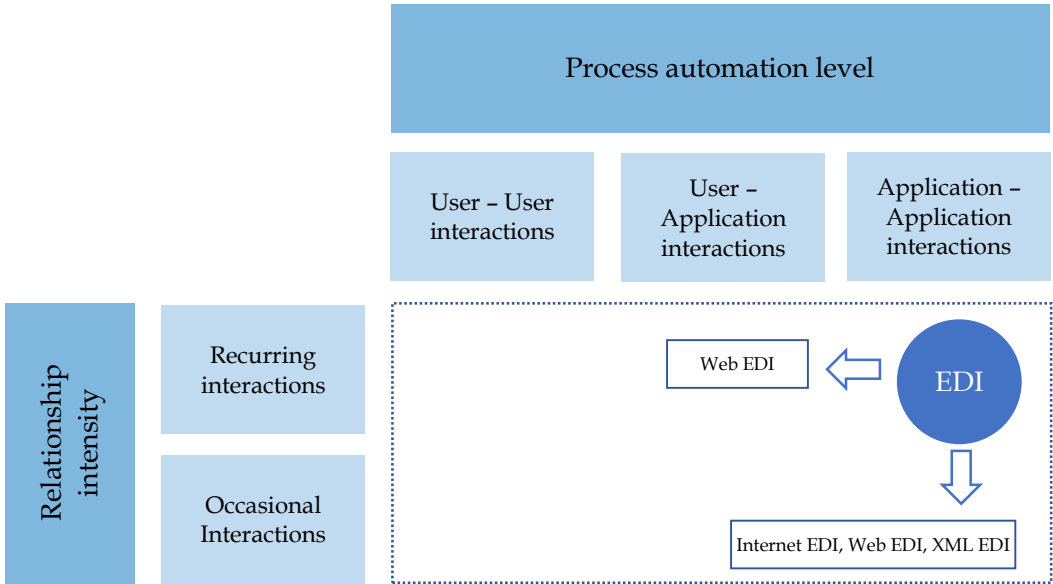 Process automation level
User – User
interactions
User –
Application
interactions
Application –
Application
interactions
Relationship
intensity
Recurring
interactions
Web EDI
EDI
Occasional
Interactions
Internet EDI, Web EDI, XML EDI